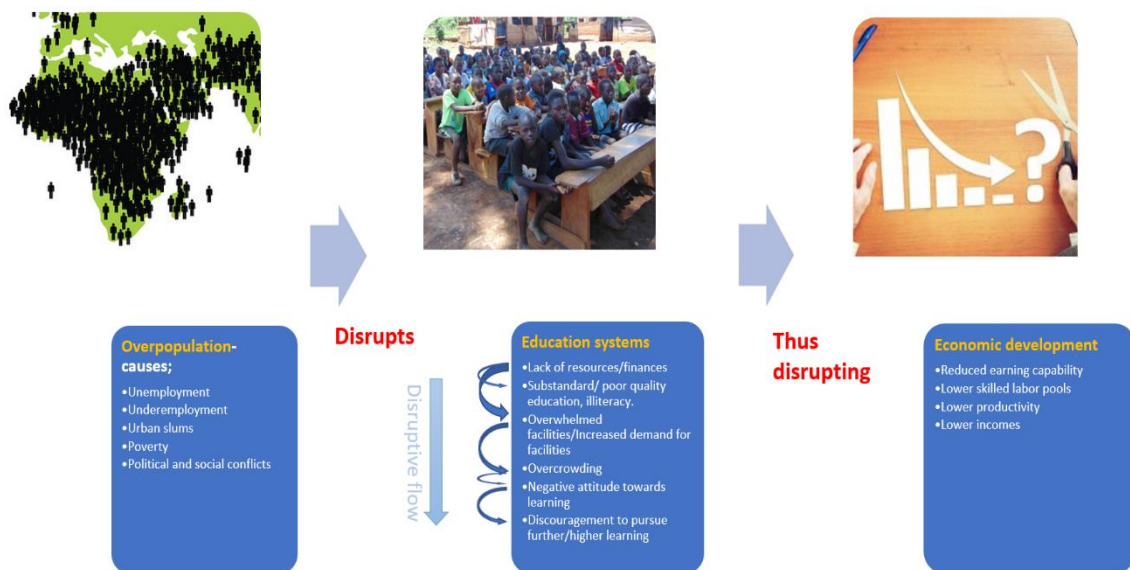 Overpopulation-
causes;
•Unemployment
•Underemployment
•Urban slums
•Poverty
•Political and social conflicts
Disrupts
Disruptive flow
Education systems
•Lack of resources/finances
•Substandard/ poor quality
education, illiteracy.
•Overwhelmed
facilities/Increased demand for
facilities
•Overcrowding
•Negative attitude towards
learning
•Discouragement to pursue
further/higher learning
Thus
disrupting
Economic development
•Reduced earning capability
•Lower skilled labor pools
•Lower productivity
•Lower incomes
?